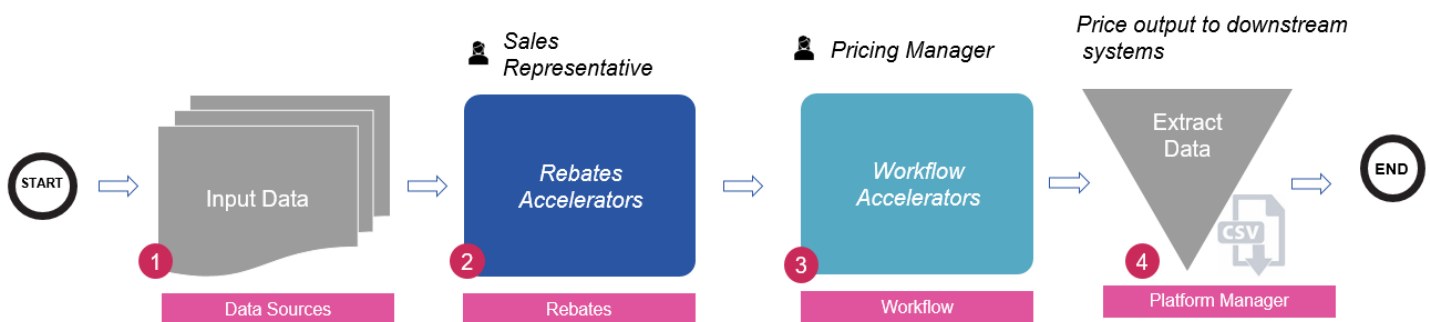 START
Input Data
1
Data Sources
Sales
Representative
Rebates
Accelerators
2
Rebates
Pricing Manager
Workflow
Accelerators
3
Workflow
Price output to downstream
systems
Extract
Data
CSV
4
Platform Manager
END